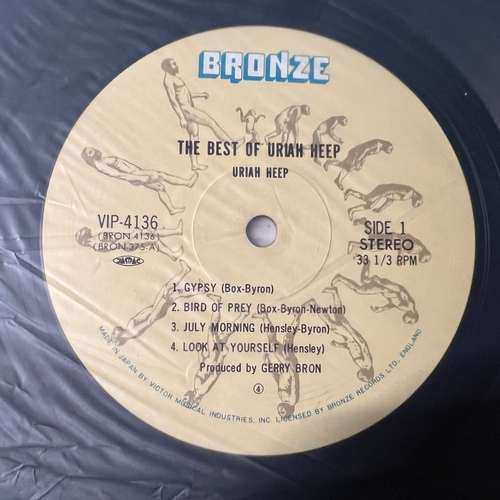 BRONZE
THE BEST OF URIAH HEEP
URIAH HEEP
VIP-4136
(BRON 4136)
(BRON-375-A)
SIDE 1
STEREO
33 1/3 RPM
1. GYPSY (Box-Byron)
2. BIRD OF PREY (Box-Byron-Newton)
3. JULY MORNING (Hensley-Byron)
4. LOOK AT YOURSELF (Hensley)
Produced by GERRY BRON
④
MADE IN JAPAN BY VICTOR MUSICAL INDUSTRIES, INC. LICENSED BY BRONZE RECORDS LTD., ENGLAND